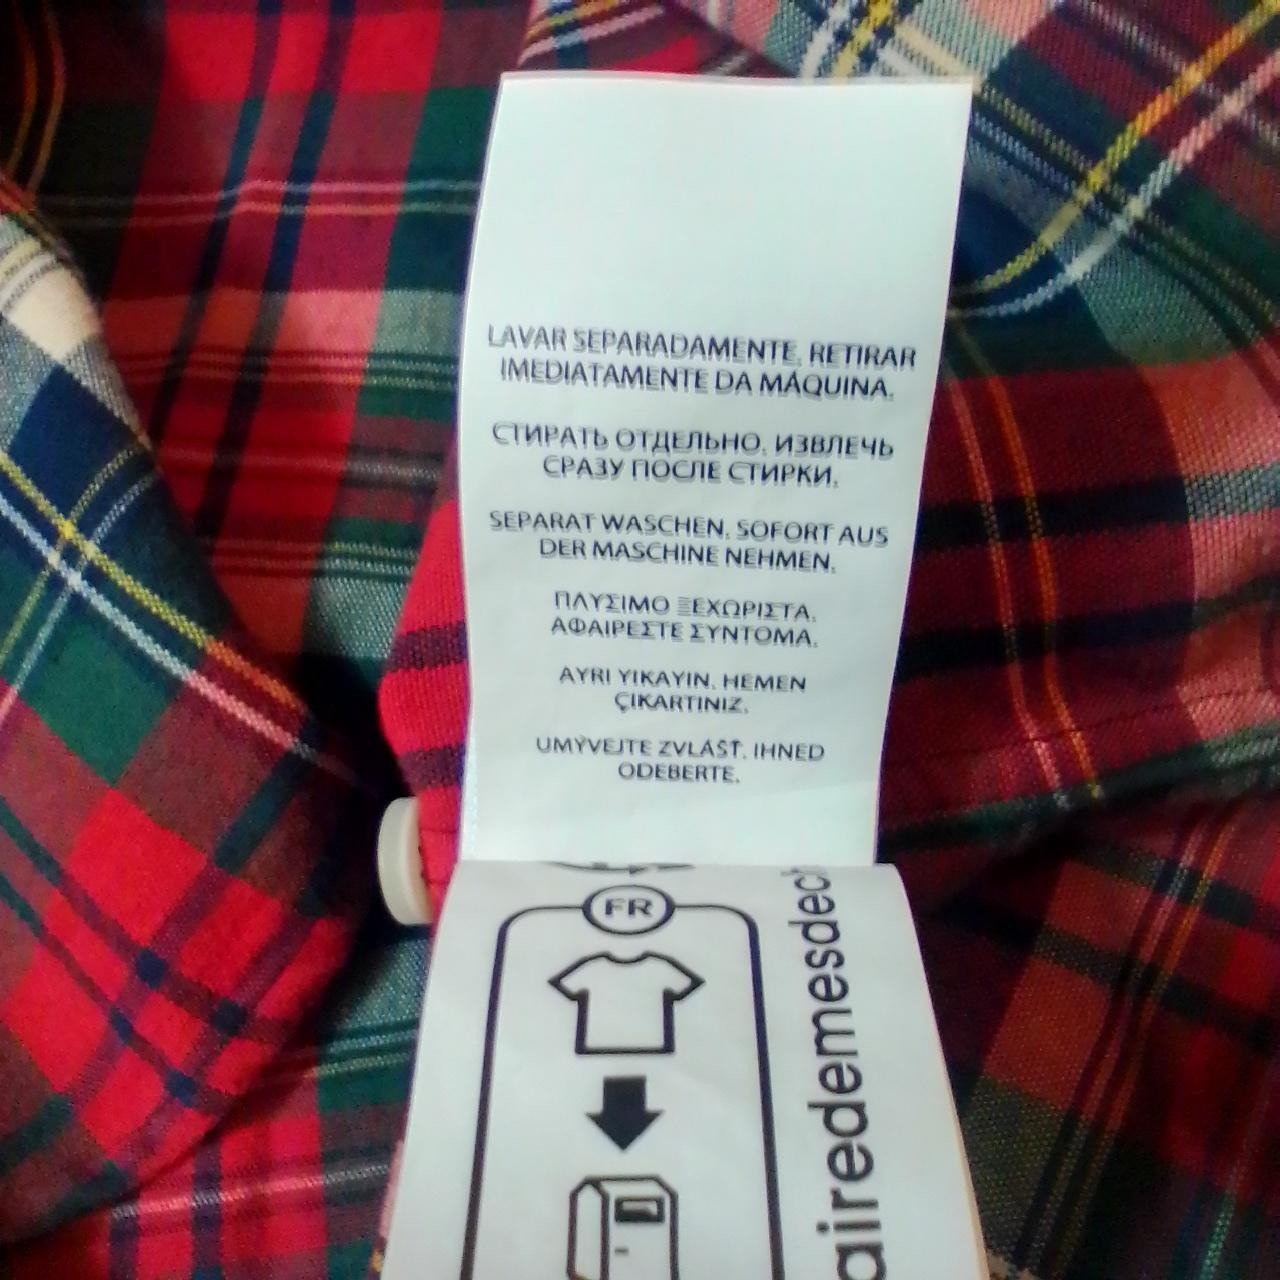 LAVAR SEPARADAMENTE, RETIRAR
IMEDIATAMENTE DA MÁQUINA.
СТИРАТЬ ОТДЕЛЬНО, ИЗВЛЕЧЬ
СРАЗУ ПОСЛЕ СТИРКИ.
SEPARAT WASCHEN, SOFORT AUS
DER MASCHINE NEHMEN.
ΠΛΥΣΙΜΟ ΞΕΧΩΡΙΣΤΑ,
ΑΦΑΙΡΕΣΤΕ ΣΥΝΤΟΜΑ.
AYRI YIKAYIN, HEMEN
ÇIKARTINIZ.
UMÝVEJTE ZVLÁŠŤ, IHNED
ODEBERTE.
FR
airedemesdec